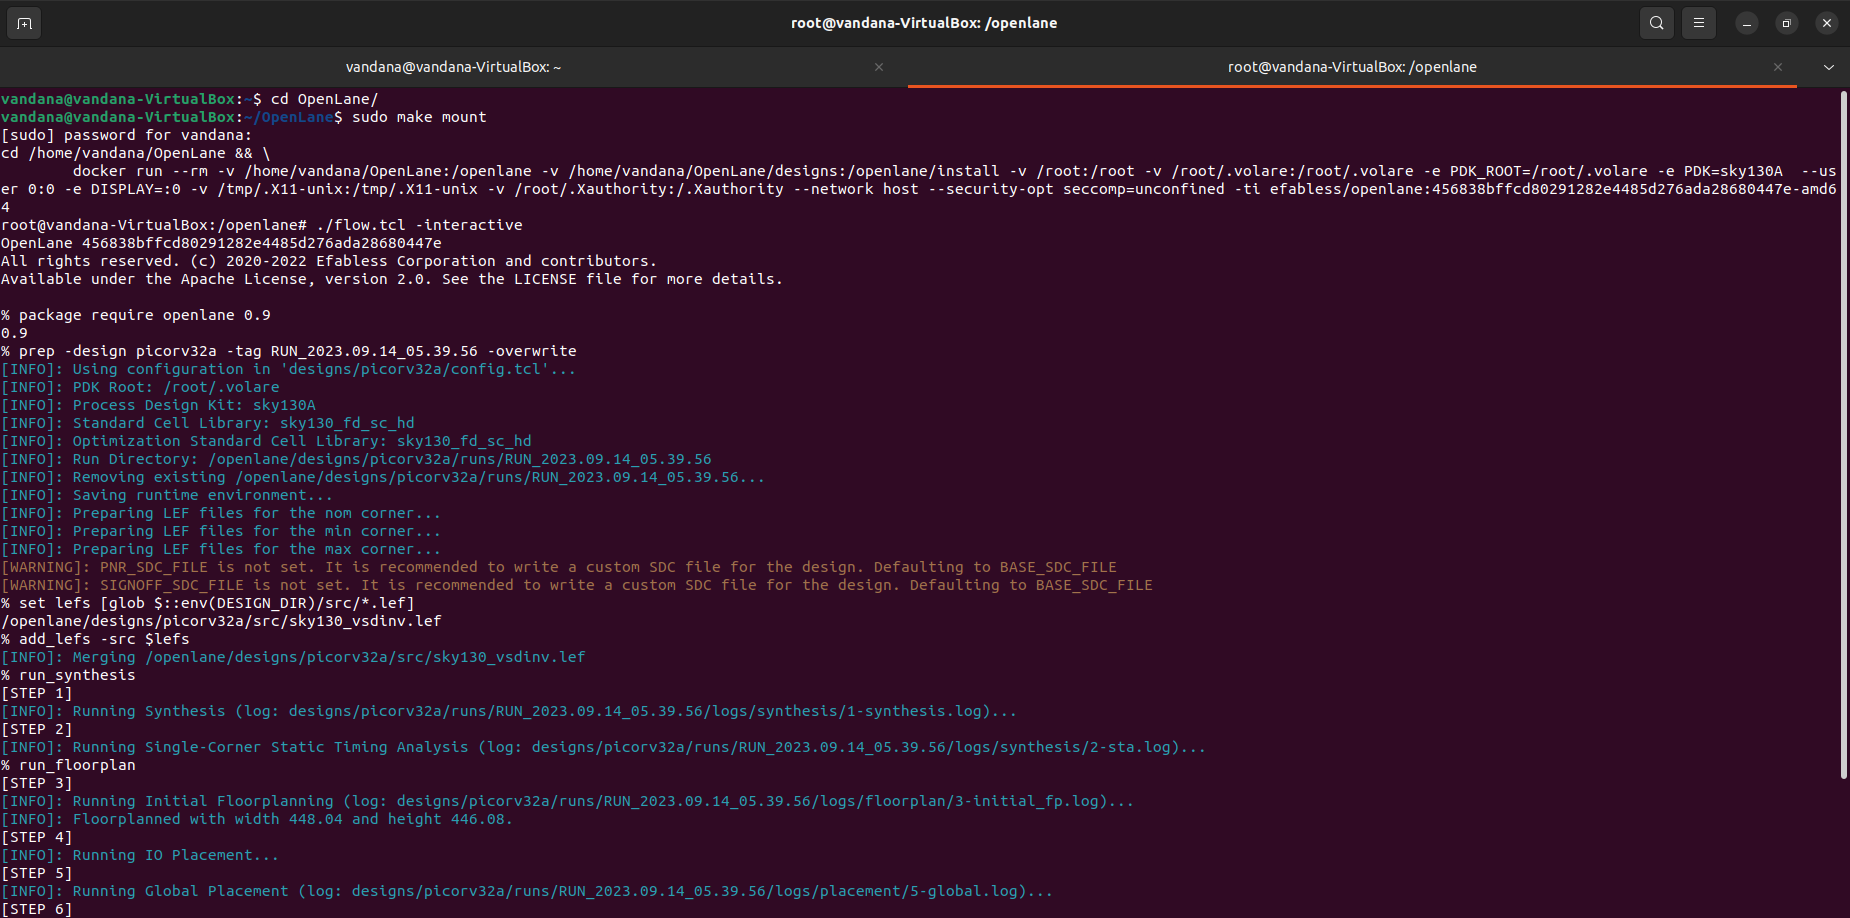 root@vandana-VirtualBox: /openlane
vandana@vandana-VirtualBox: ~
root@vandana-VirtualBox: /openlane
vandana@vandana-VirtualBox:~$ cd OpenLane/
vandana@vandana-VirtualBox:~/OpenLane$ sudo make mount
[sudo] password for vandana:
cd /home/vandana/OpenLane && \
        docker run --rm -v /home/vandana/OpenLane:/openlane -v /home/vandana/OpenLane/designs:/openlane/install -v /root:/root -v /root/.volare:/root/.volare -e PDK_ROOT=/root/.volare -e PDK=sky130A  --us
er 0:0 -e DISPLAY=:0 -v /tmp/.X11-unix:/tmp/.X11-unix -v /root/.Xauthority:/.Xauthority --network host --security-opt seccomp=unconfined -ti efabless/openlane:456838bffcd80291282e4485d276ada28680447e-amd6
4
root@vandana-VirtualBox:/openlane# ./flow.tcl -interactive
OpenLane 456838bffcd80291282e4485d276ada28680447e
All rights reserved. (c) 2020-2022 Efabless Corporation and contributors.
Available under the Apache License, version 2.0. See the LICENSE file for more details.
% package require openlane 0.9
0.9
% prep -design picorv32a -tag RUN_2023.09.14_05.39.56 -overwrite
[INFO]: Using configuration in 'designs/picorv32a/config.tcl'...
[INFO]: PDK Root: /root/.volare
[INFO]: Process Design Kit: sky130A
[INFO]: Standard Cell Library: sky130_fd_sc_hd
[INFO]: Optimization Standard Cell Library: sky130_fd_sc_hd
[INFO]: Run Directory: /openlane/designs/picorv32a/runs/RUN_2023.09.14_05.39.56
[INFO]: Removing existing /openlane/designs/picorv32a/runs/RUN_2023.09.14_05.39.56...
[INFO]: Saving runtime environment...
[INFO]: Preparing LEF files for the nom corner...
[INFO]: Preparing LEF files for the min corner...
[INFO]: Preparing LEF files for the max corner...
[WARNING]: PNR_SDC_FILE is not set. It is recommended to write a custom SDC file for the design. Defaulting to BASE_SDC_FILE
[WARNING]: SIGNOFF_SDC_FILE is not set. It is recommended to write a custom SDC file for the design. Defaulting to BASE_SDC_FILE
% set lefs [glob $::env(DESIGN_DIR)/src/*.lef]
/openlane/designs/picorv32a/src/sky130_vsdinv.lef
% add_lefs -src $lefs
[INFO]: Merging /openlane/designs/picorv32a/src/sky130_vsdinv.lef
% run_synthesis
[STEP 1]
[INFO]: Running Synthesis (log: designs/picorv32a/runs/RUN_2023.09.14_05.39.56/logs/synthesis/1-synthesis.log)...
[STEP 2]
[INFO]: Running Single-Corner Static Timing Analysis (log: designs/picorv32a/runs/RUN_2023.09.14_05.39.56/logs/synthesis/2-sta.log)...
% run_floorplan
[STEP 3]
[INFO]: Running Initial Floorplanning (log: designs/picorv32a/runs/RUN_2023.09.14_05.39.56/logs/floorplan/3-initial_fp.log)...
[INFO]: Floorplanned with width 448.04 and height 446.08.
[STEP 4]
[INFO]: Running IO Placement...
[STEP 5]
[INFO]: Running Global Placement (log: designs/picorv32a/runs/RUN_2023.09.14_05.39.56/logs/placement/5-global.log)...
[STEP 6]